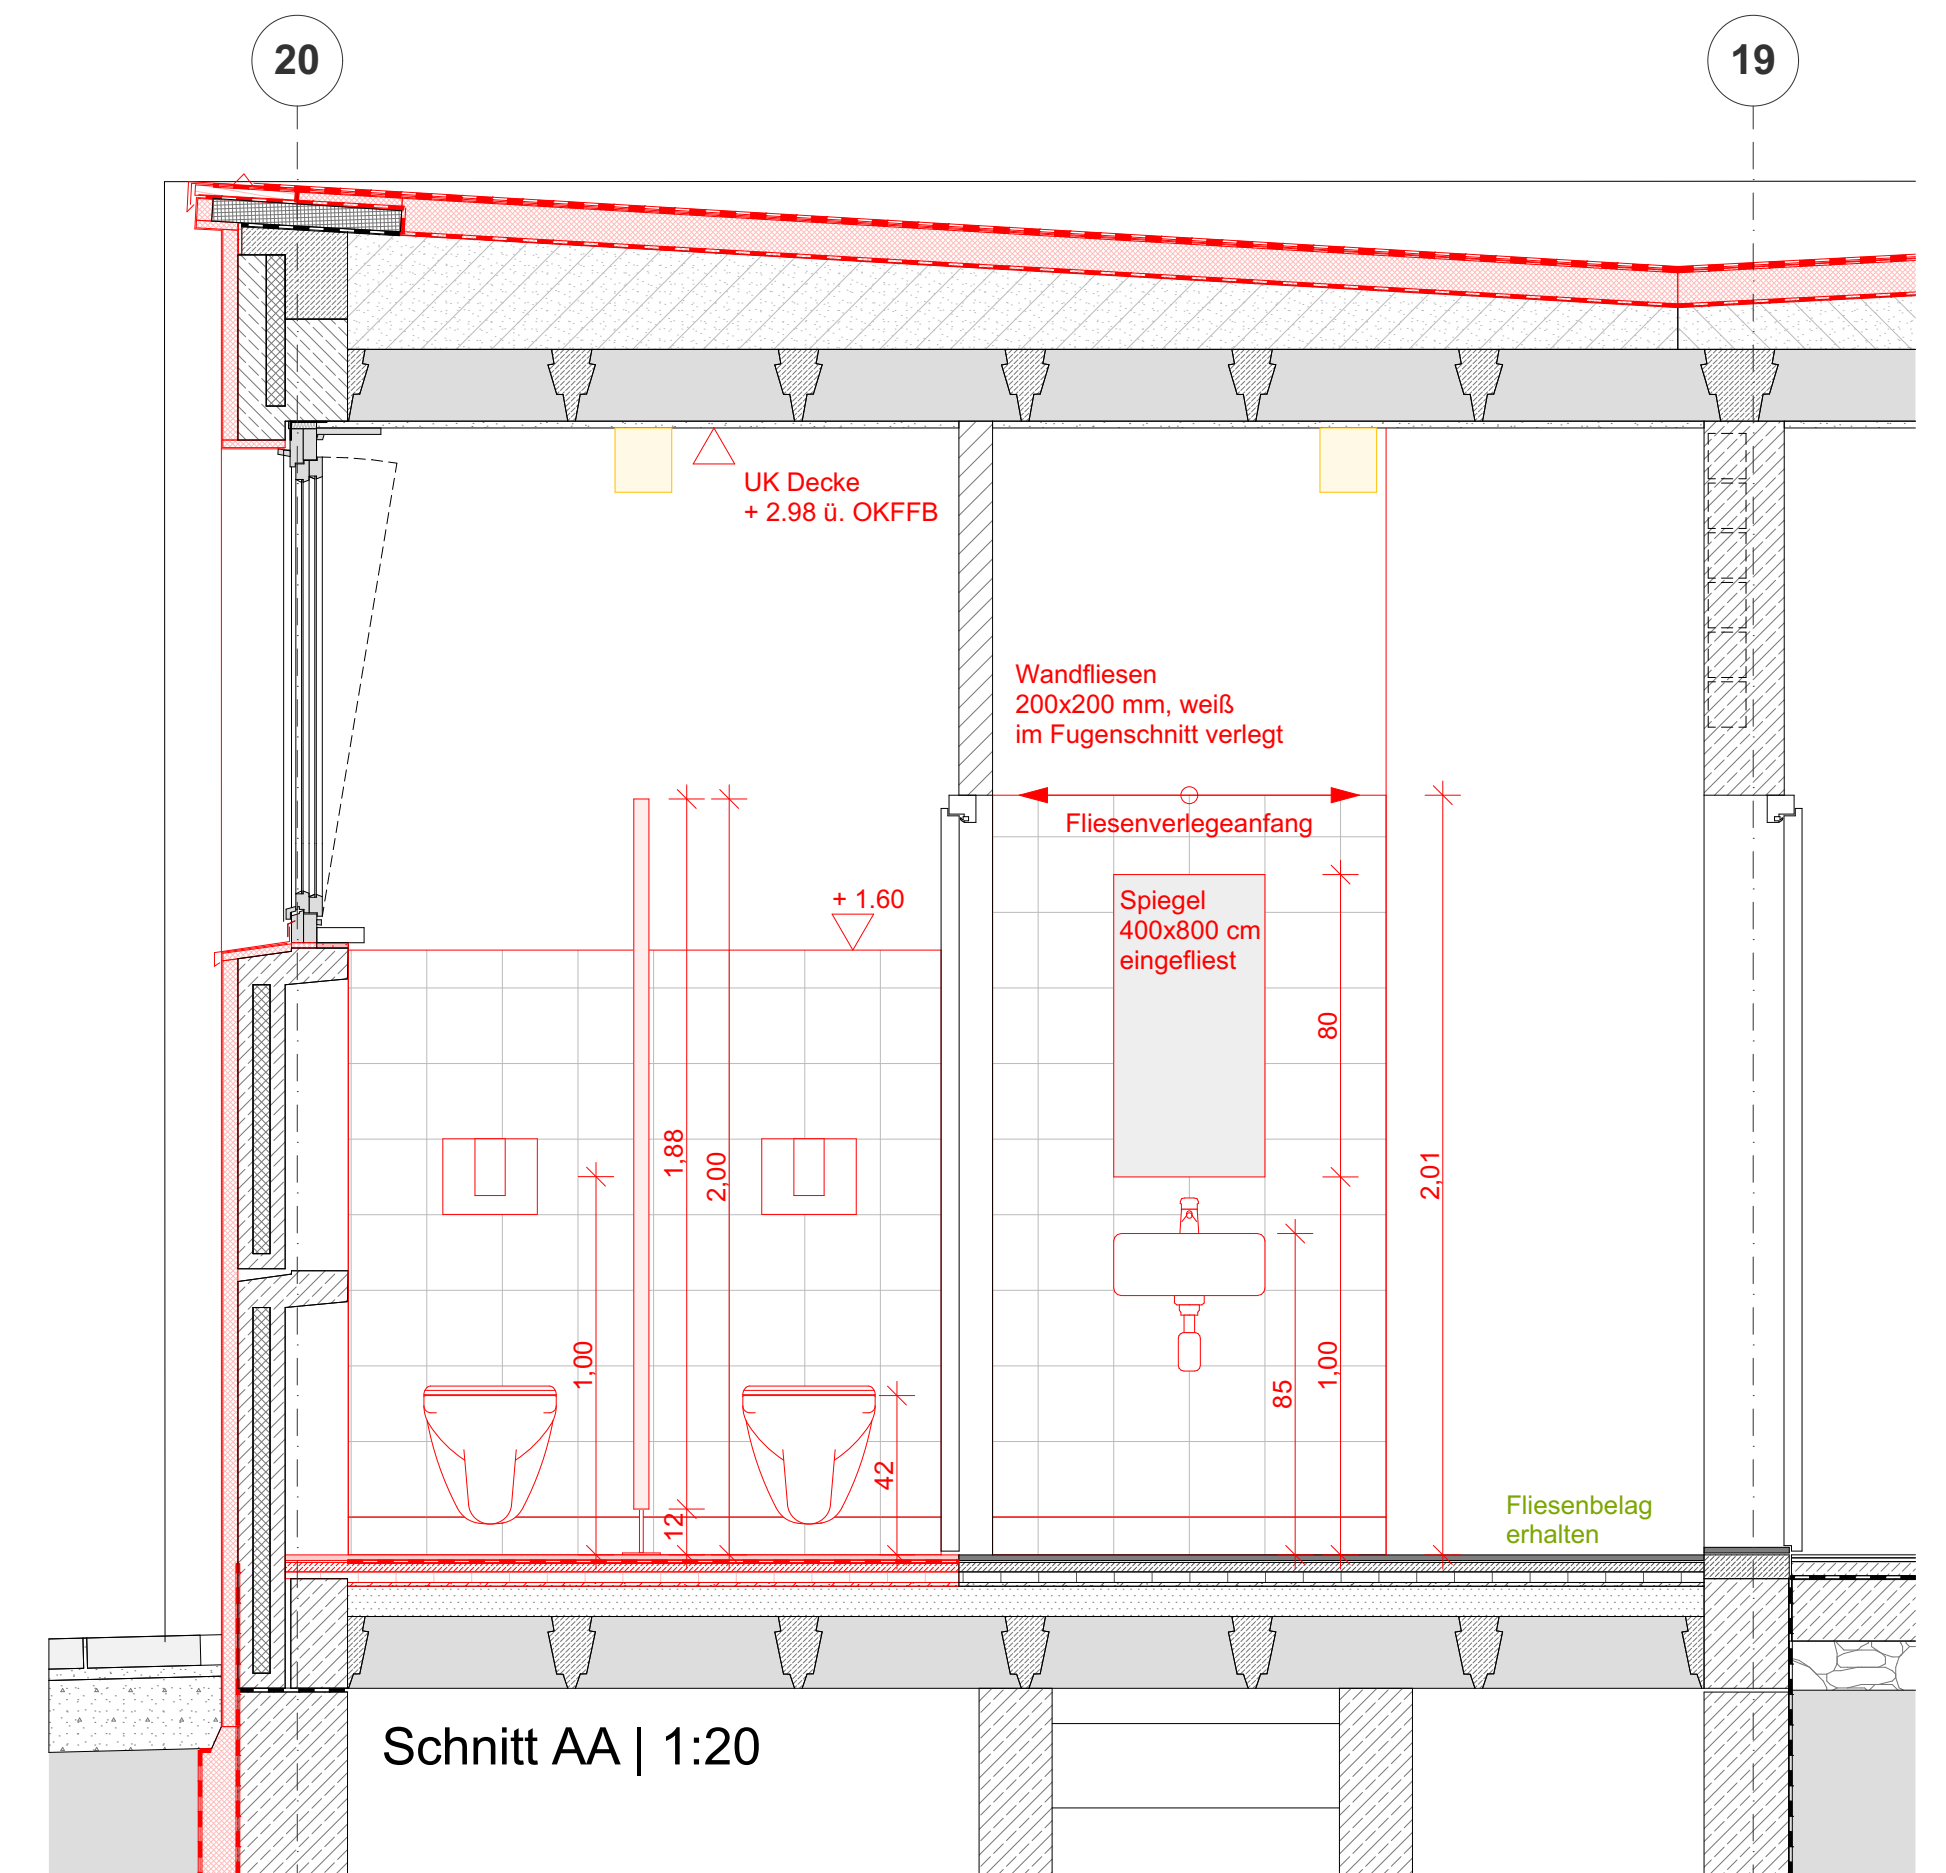 20
19
UK Decke
+ 2.98 ü. OKFFB
Wandfliesen
200x200 mm, weiß
im Fugenschnitt verlegt
Fliesenverlegeanfang
+ 1.60
Spiegel
400x800 cm
eingefliest
80
1,88
2,00
2,01
1,00
1,00
85
42
12
Fliesenbelag
erhalten
Schnitt AA | 1:20